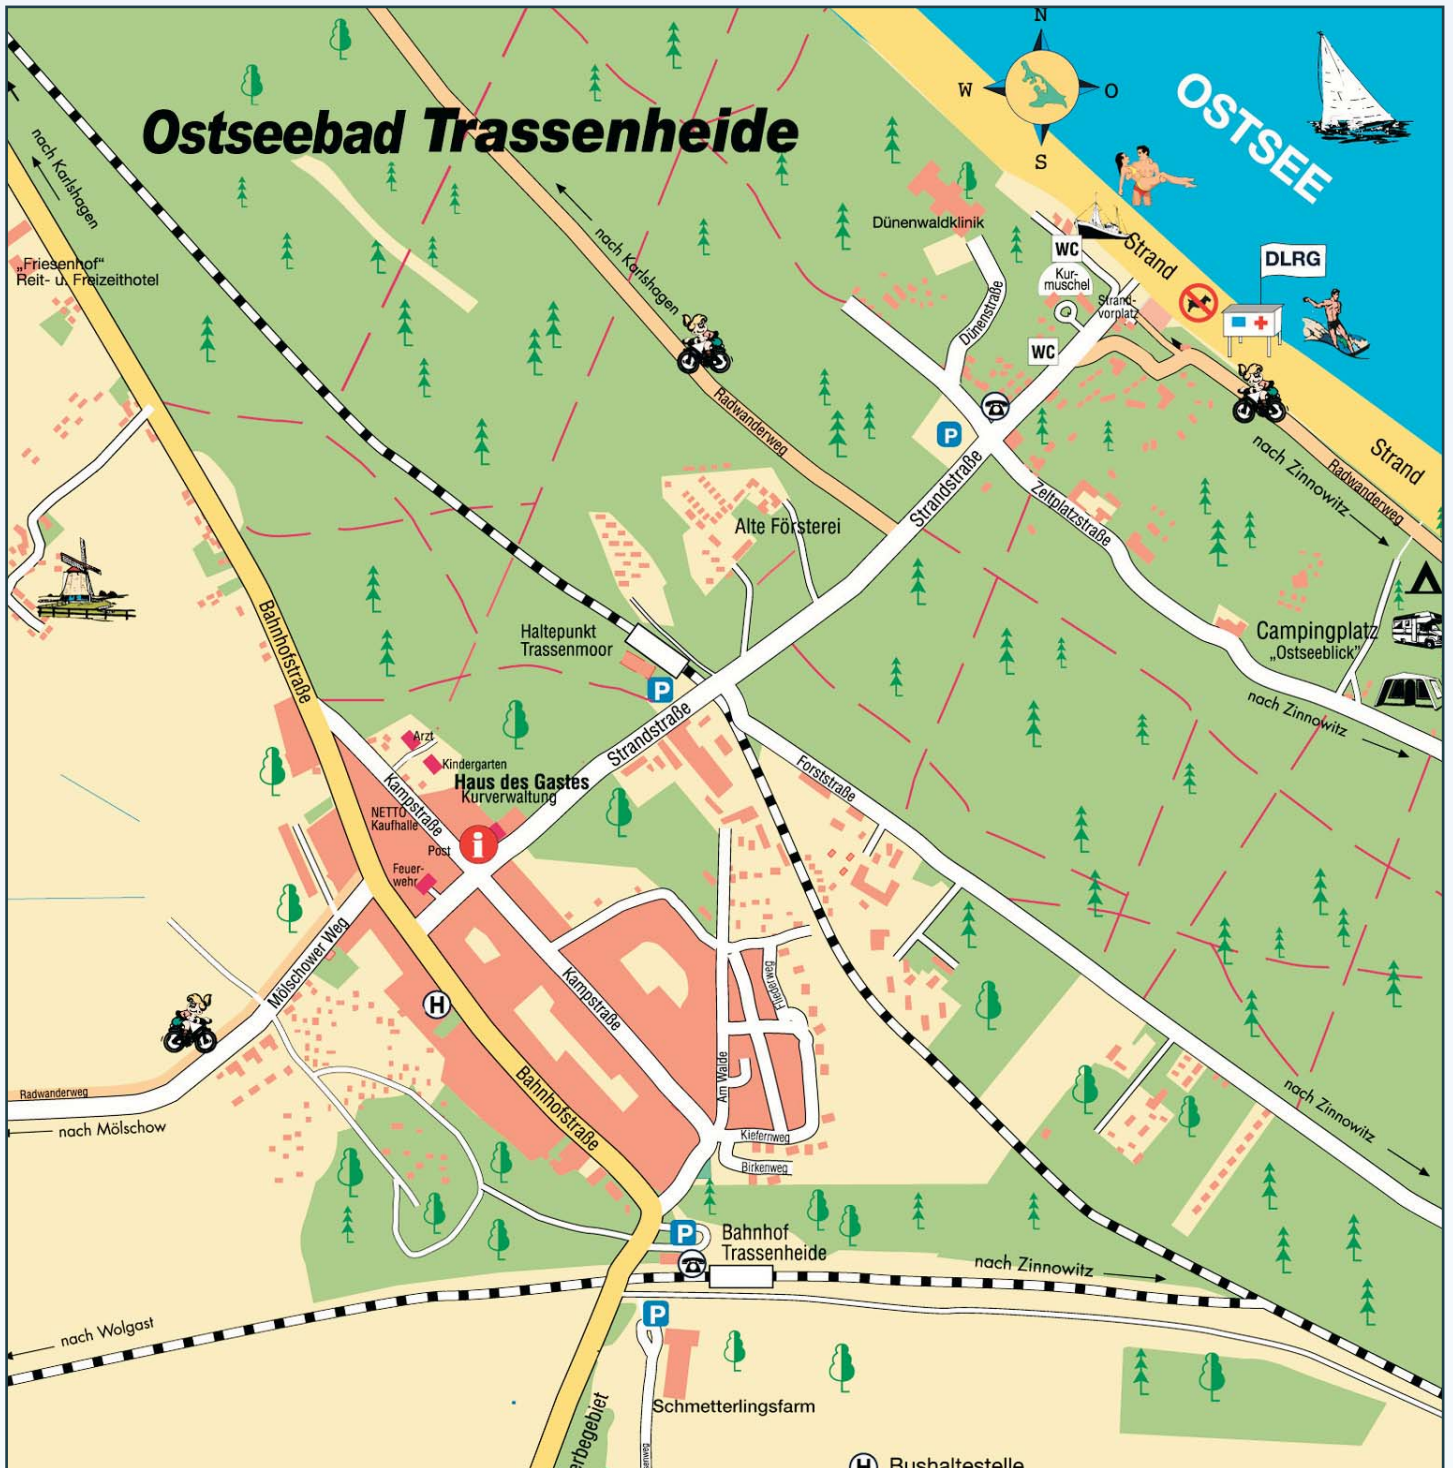 N
W
O
S
OSTSEE
Ostseebad Trassenheide
nach Karlshagen
„Friesenhof“
Reit- u. Freizeithotel
nach Karlshagen
Dünenwaldklinik
WC
Kur-
muschel
Strand-
vorplatz
Strand
DLRG
Dünenstraße
WC
P
Radwanderweg
Strand
nach Zinnowitz
Radwanderweg
Strandstraße
Zeltplatzstraße
Alte Försterei
Haltepunkt
Trassenmoor
P
Campingplatz
„Ostseeblick“
nach Zinnowitz
Bahnhofstraße
Strandstraße
Arzt
Kindergarten
Haus des Gastes
Kurverwaltung
Kampstraße
NETTO
Kaufhalle
Post
i
Feuer-
wehr
Forststraße
Mölschower Weg
H
Kampstraße
Fliederweg
Am Walde
Bahnhofstraße
Kiefernweg
Birkenweg
Radwanderweg
nach Mölschow
nach Zinnowitz
P
Bahnhof
Trassenheide
nach Zinnowitz
nach Wolgast
P
Schmetterlingsfarm
H Bushaltestelle